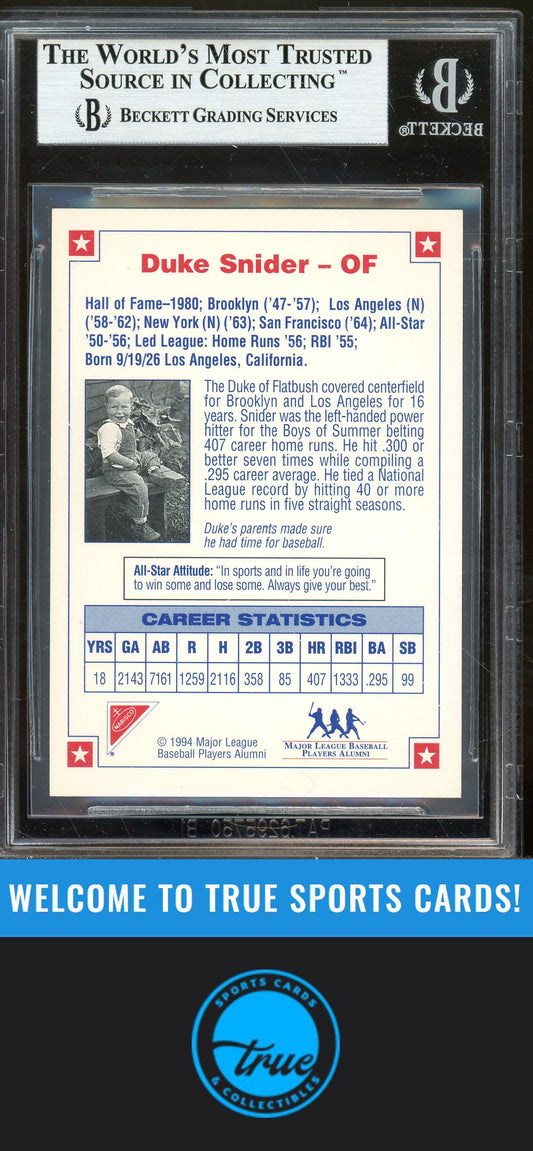 THE WORLD'S MOST TRUSTED
SOURCE IN COLLECTING™
B BECKETT GRADING SERVICES
B
BECKETT®
Duke Snider – OF
Hall of Fame–1980; Brooklyn ('47-'57); Los Angeles (N)
('58-'62); New York (N) ('63); San Francisco ('64); All-Star
'50-'56; Led League: Home Runs '56; RBI '55;
Born 9/19/26 Los Angeles, California.
The Duke of Flatbush covered centerfield
for Brooklyn and Los Angeles for 16
years. Snider was the left-handed power
hitter for the Boys of Summer belting
407 career home runs. He hit .300 or
better seven times while compiling a
.295 career average. He tied a National
League record by hitting 40 or more
home runs in five straight seasons.
Duke's parents made sure
he had time for baseball.
All-Star Attitude: "In sports and in life you're going
to win some and lose some. Always give your best."
CAREER STATISTICS
YRS GA AB R H 2B 3B HR RBI BA SB
18 2143 7161 1259 2116 358 85 407 1333 .295 99
NABISCO
© 1994 Major League
Baseball Players Alumni
MAJOR LEAGUE BASEBALL
PLAYERS ALUMNI
WELCOME TO TRUE SPORTS CARDS!
SPORTS CARDS
true
& COLLECTIBLES